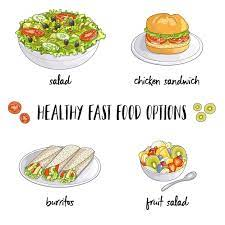 salad
chicken sandwich
HEALTHY FAST FOOD OPTIONS
burritos
fruit salad